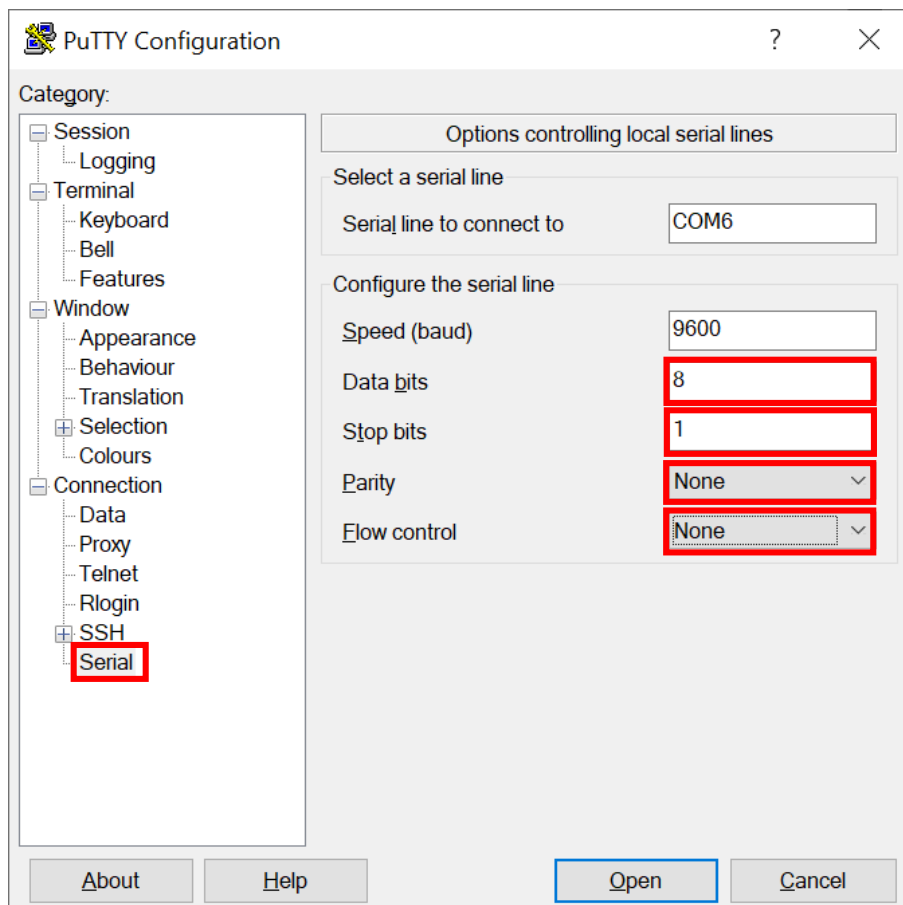 PuTTY Configuration
?
Category:
Session
Logging
Terminal
Keyboard
Bell
Features
Window
Appearance
Behaviour
Translation
Selection
Colours
Connection
Data
Proxy
Telnet
Rlogin
SSH
Serial
Options controlling local serial lines
Select a serial line
Serial line to connect to COM6
Configure the serial line
Speed (baud) 9600
Data bits 8
Stop bits 1
Parity None
Flow control None
About Help Open Cancel